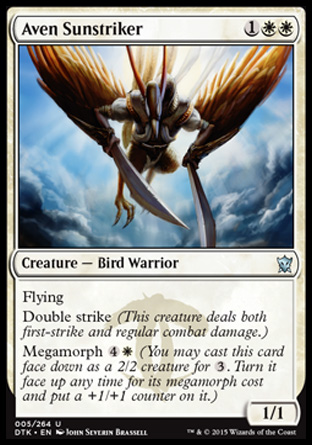 Aven Sunstriker 1
Creature — Bird Warrior
Flying
Double strike (This creature deals both
first-strike and regular combat damage.)
Megamorph 4 (You may cast this card
face down as a 2/2 creature for 3. Turn it
face up any time for its megamorph cost
and put a +1/+1 counter on it.)
1/1
005/264 U
DTK • EN John Severin Brassell ™ & © 2015 Wizards of the Coast